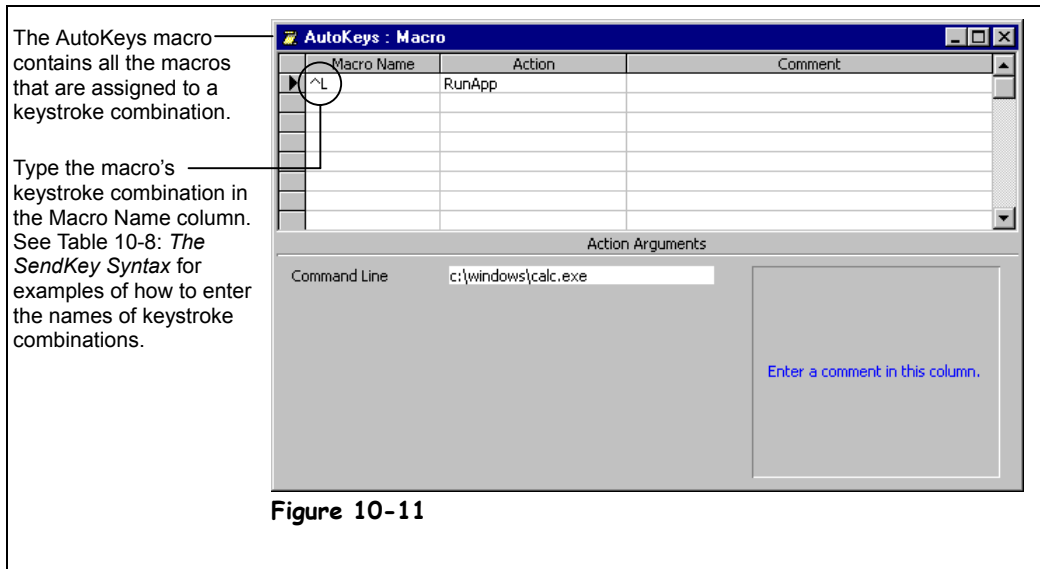 The AutoKeys macro
contains all the macros
that are assigned to a
keystroke combination.
Type the macro's
keystroke combination in
the Macro Name column.
See Table 10-8: The
SendKey Syntax for
examples of how to enter
the names of keystroke
combinations.
AutoKeys : Macro
Macro Name Action Comment
^L RunApp
Action Arguments
Command Line c:\windows\calc.exe
Enter a comment in this column.
Figure 10-11